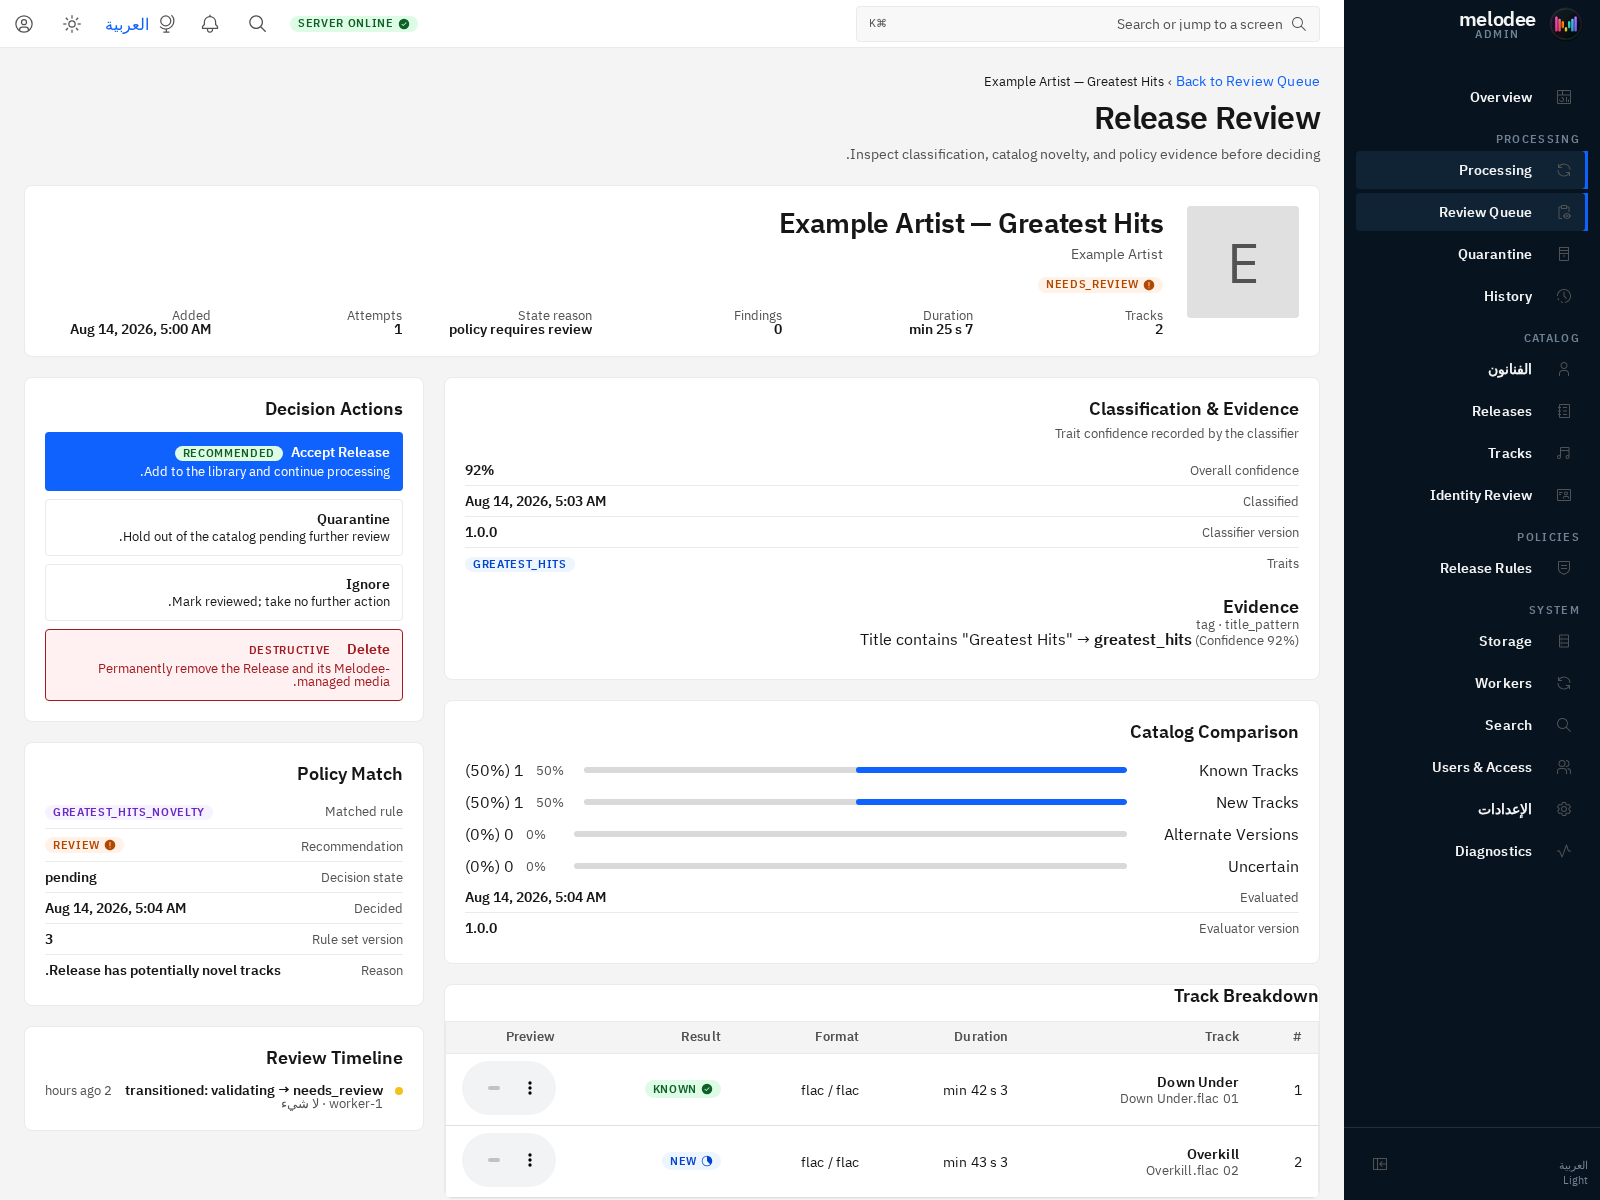 melodee
ADMIN
Overview
PROCESSING
Processing
Review Queue
Quarantine
History
CATALOG
الفنانون
Releases
Tracks
Identity Review
POLICIES
Release Rules
SYSTEM
Storage
Workers
Search
Users & Access
الإعدادات
Diagnostics
العربية
Light
Search or jump to a screen
K⌘
SERVER ONLINE
العربية
Back to Review Queue › Example Artist — Greatest Hits
Release Review
.Inspect classification, catalog novelty, and policy evidence before deciding
E
Example Artist — Greatest Hits
Example Artist
NEEDS_REVIEW
Tracks
2
Duration
min 25 s 7
Findings
0
State reason
policy requires review
Attempts
1
Added
Aug 14, 2026, 5:00 AM
Classification & Evidence
Trait confidence recorded by the classifier
Overall confidence 92%
Classified Aug 14, 2026, 5:03 AM
Classifier version 1.0.0
Traits GREATEST_HITS
Evidence
tag · title_pattern
Title contains "Greatest Hits" → greatest_hits (Confidence 92%)
Catalog Comparison
Known Tracks 50% (50%) 1
New Tracks 50% (50%) 1
Alternate Versions 0% (0%) 0
Uncertain 0% (0%) 0
Evaluated Aug 14, 2026, 5:04 AM
Evaluator version 1.0.0
Track Breakdown
# Track Duration Format Result Preview
1 Down Under min 42 s 3 flac / flac KNOWN
Down Under.flac 01
2 Overkill min 43 s 3 flac / flac NEW
Overkill.flac 02
Decision Actions
Accept Release RECOMMENDED
.Add to the library and continue processing
Quarantine
.Hold out of the catalog pending further review
Ignore
.Mark reviewed; take no further action
Delete DESTRUCTIVE
Permanently remove the Release and its Melodee-
.managed media
Policy Match
Matched rule GREATEST_HITS_NOVELTY
Recommendation REVIEW
Decision state pending
Decided Aug 14, 2026, 5:04 AM
Rule set version 3
Reason .Release has potentially novel tracks
Review Timeline
transitioned: validating → needs_review hours ago 2
لا شيء · worker-1